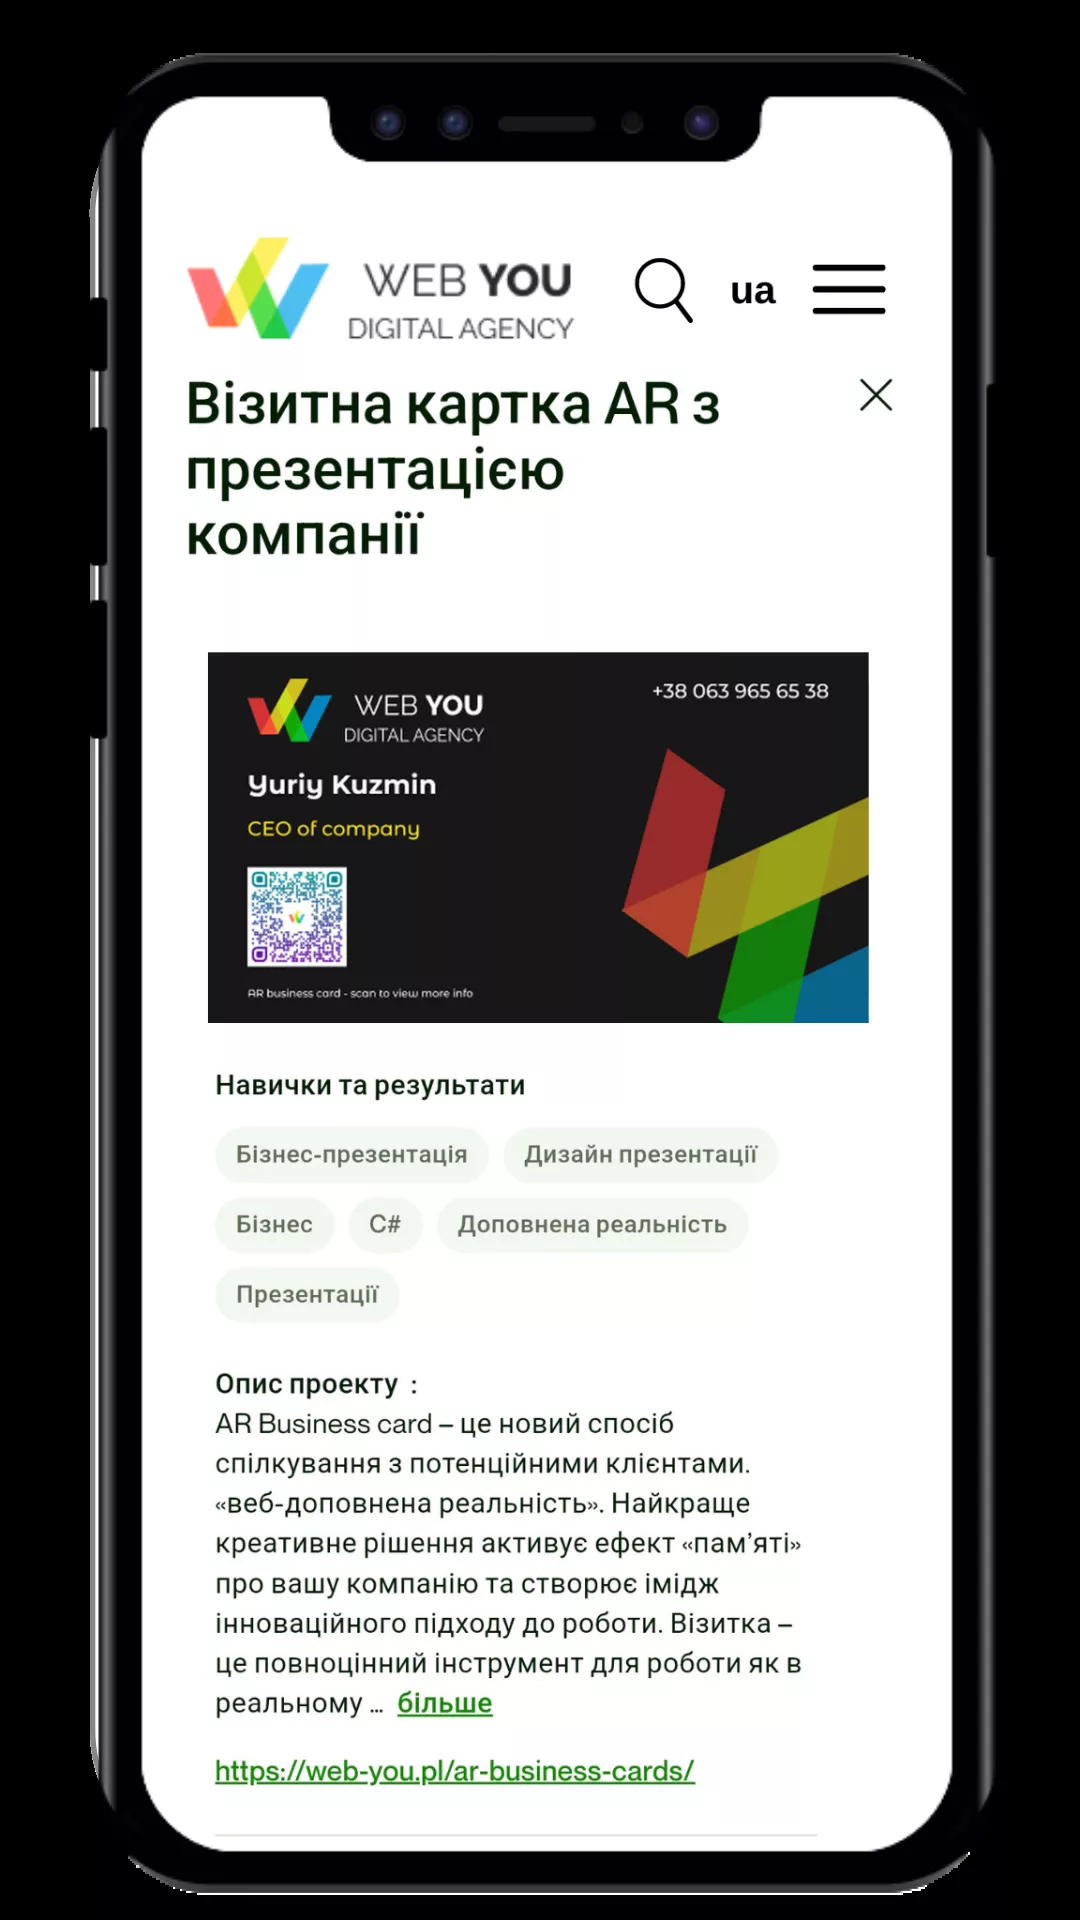 WEB YOU
DIGITAL AGENCY
ua
Візитна картка AR з
презентацією
компанії
WEB YOU
DIGITAL AGENCY
+38 063 965 65 38
Yuriy Kuzmin
CEO of company
AR business card - scan to view more info
Навички та результати
Бізнес-презентація
Дизайн презентації
Бізнес
C#
Доповнена реальність
Презентації
Опис проекту :
AR Business card – це новий спосіб
спілкування з потенційними клієнтами.
«веб-доповнена реальність». Найкраще
креативне рішення активує ефект «пам’яті»
про вашу компанію та створює імідж
інноваційного підходу до роботи. Візитка –
це повноцінний інструмент для роботи як в
реальному ... більше
https://web-you.pl/ar-business-cards/